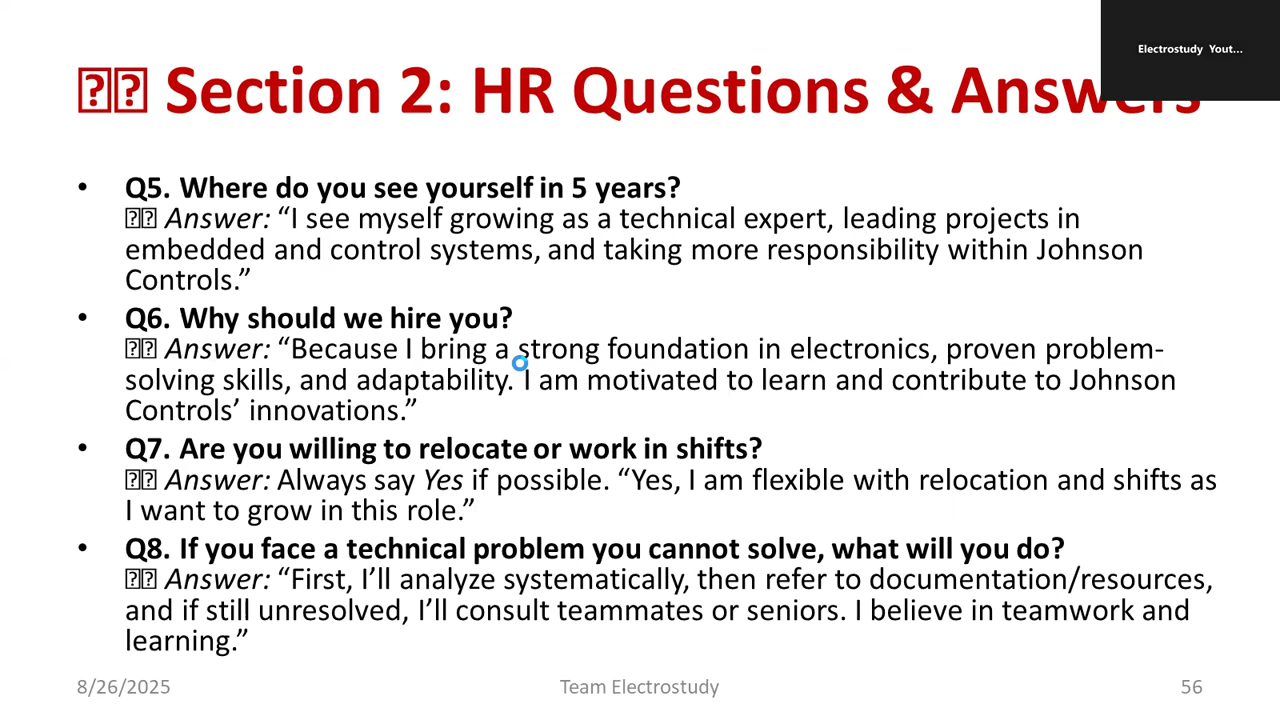 Electrostudy Yout...
Section 2: HR Questions & Answers
• Q5. Where do you see yourself in 5 years?
Answer: “I see myself growing as a technical expert, leading projects in
embedded and control systems, and taking more responsibility within Johnson
Controls.”
• Q6. Why should we hire you?
Answer: “Because I bring a strong foundation in electronics, proven problem-
solving skills, and adaptability. I am motivated to learn and contribute to Johnson
Controls’ innovations.”
• Q7. Are you willing to relocate or work in shifts?
Answer: Always say Yes if possible. “Yes, I am flexible with relocation and shifts as
I want to grow in this role.”
• Q8. If you face a technical problem you cannot solve, what will you do?
Answer: “First, I’ll analyze systematically, then refer to documentation/resources,
and if still unresolved, I’ll consult teammates or seniors. I believe in teamwork and
learning.”
8/26/2025
Team Electrostudy
56